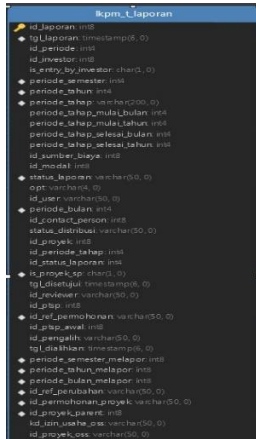 lkpm_t_laporan
id_laporan: int8
tgl_laporan: timestamp(6, 0)
id_periode: int4
id_investor: int8
is_entry_by_investor: char(1, 0)
periode_semester: int4
periode_tahun: int4
periode_tahap: varchar(200, 0)
periode_tahap_mulai_bulan: int4
periode_tahap_mulai_tahun: int4
periode_tahap_selesai_bulan: int4
periode_tahap_selesai_tahun: int4
id_sumber_biaya: int8
id_modal: int8
status_laporan: varchar(50, 0)
opt: varchar(4, 0)
id_user: varchar(50, 0)
periode_bulan: int4
id_contact_person: int8
status_distribusi: varchar(50, 0)
id_proyek: int8
id_periode_tahap: int4
id_status_laporan: int4
is_proyek_sp: char(1, 0)
tgl_disetujui: timestamp(6, 0)
id_reviewer: varchar(50, 0)
id_ptsp: int8
id_ref_permohonan: varchar(50, 0)
id_ptsp_awal: int8
id_pengalih: varchar(50, 0)
tgl_dialihkan: timestamp(6, 0)
periode_semester_melapor: int8
periode_tahun_melapor: int8
periode_bulan_melapor: int8
id_ref_perubahan: varchar(50, 0)
id_permohonan_proyek: varchar(50, 0)
id_proyek_parent: int8
kd_izin_usaha_oss: varchar(50, 0)
id_proyek_oss: varchar(50, 0)